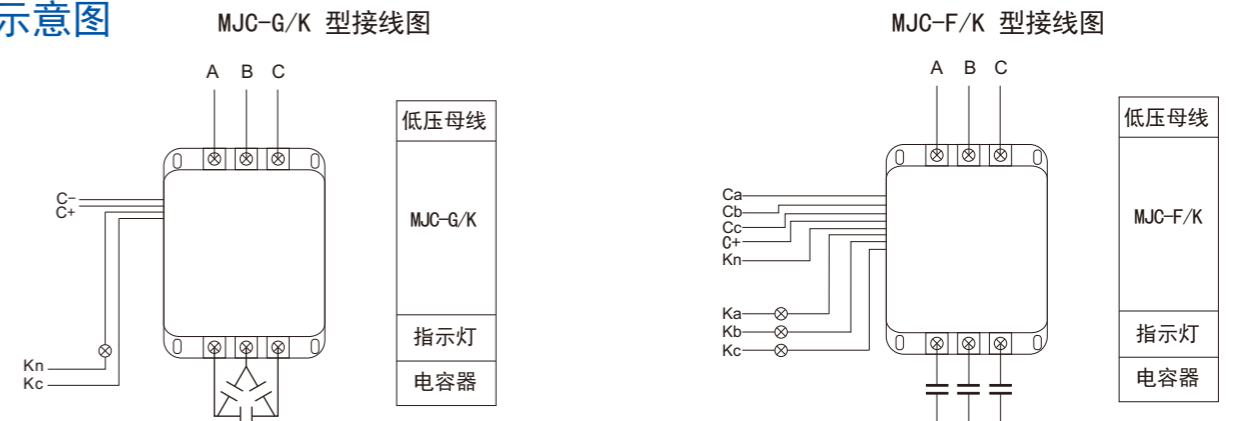 示意图
MJC-G/K 型接线图
A B C
C-
C+
Kn
Kc
低压母线
MJC-G/K
指示灯
电容器
MJC-F/K 型接线图
A B C
Ca
Cb
Cc
C+
Kn
Ka
Kb
Kc
低压母线
MJC-F/K
指示灯
电容器